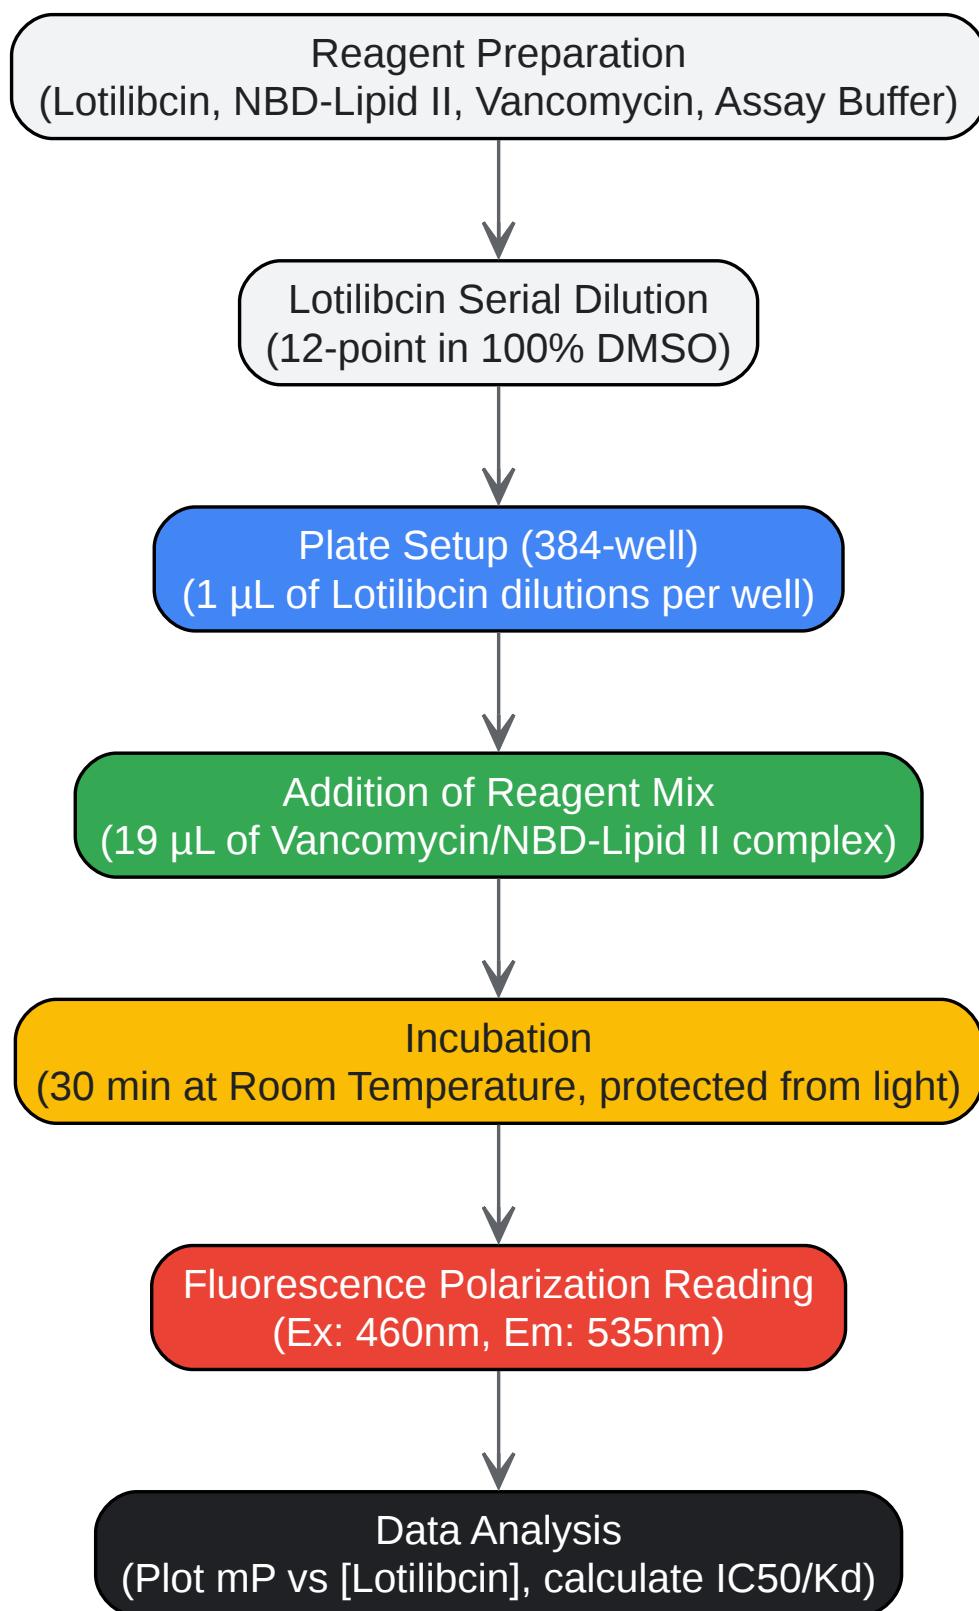 Reagent Preparation
(Lotilibcin, NBD-Lipid II, Vancomycin, Assay Buffer)
Lotilibcin Serial Dilution
(12-point in 100% DMSO)
Plate Setup (384-well)
(1 µL of Lotilibcin dilutions per well)
Addition of Reagent Mix
(19 µL of Vancomycin/NBD-Lipid II complex)
Incubation
(30 min at Room Temperature, protected from light)
Fluorescence Polarization Reading
(Ex: 460nm, Em: 535nm)
Data Analysis
(Plot mP vs [Lotilibcin], calculate IC50/Kd)